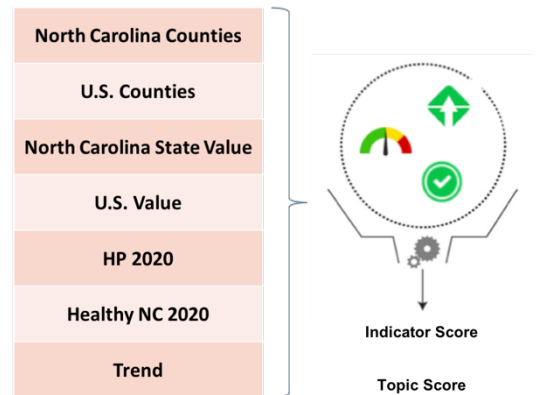 North Carolina Counties
U.S. Counties
North Carolina State Value
U.S. Value
HP 2020
Healthy NC 2020
Trend
Indicator Score
Topic Score